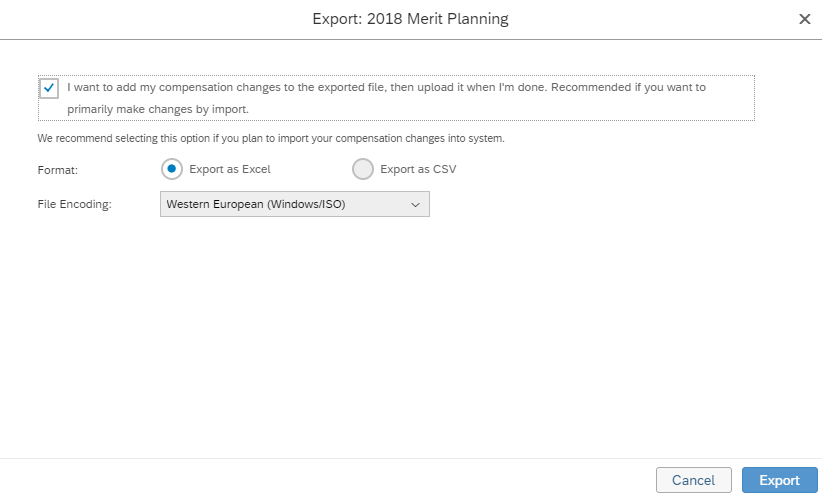 Export: 2018 Merit Planning
I want to add my compensation changes to the exported file, then upload it when I'm done. Recommended if you want to
primarily make changes by import.
We recommend selecting this option if you plan to import your compensation changes into system.
Format:
Export as Excel
Export as CSV
File Encoding:
Western European (Windows/ISO)
Cancel
Export